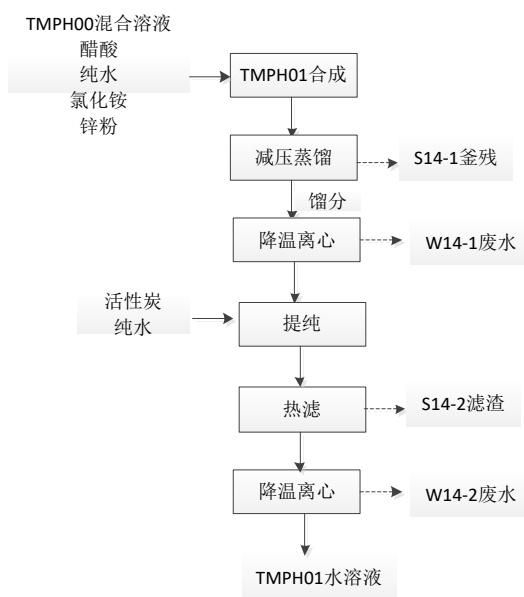 TMPH00混合溶液
醋酸
纯水
氯化铵
锌粉
TMPH01合成
减压蒸馏
S14-1釜残
馏分
降温离心
W14-1废水
活性炭
纯水
提纯
热滤
S14-2滤渣
降温离心
W14-2废水
TMPH01水溶液